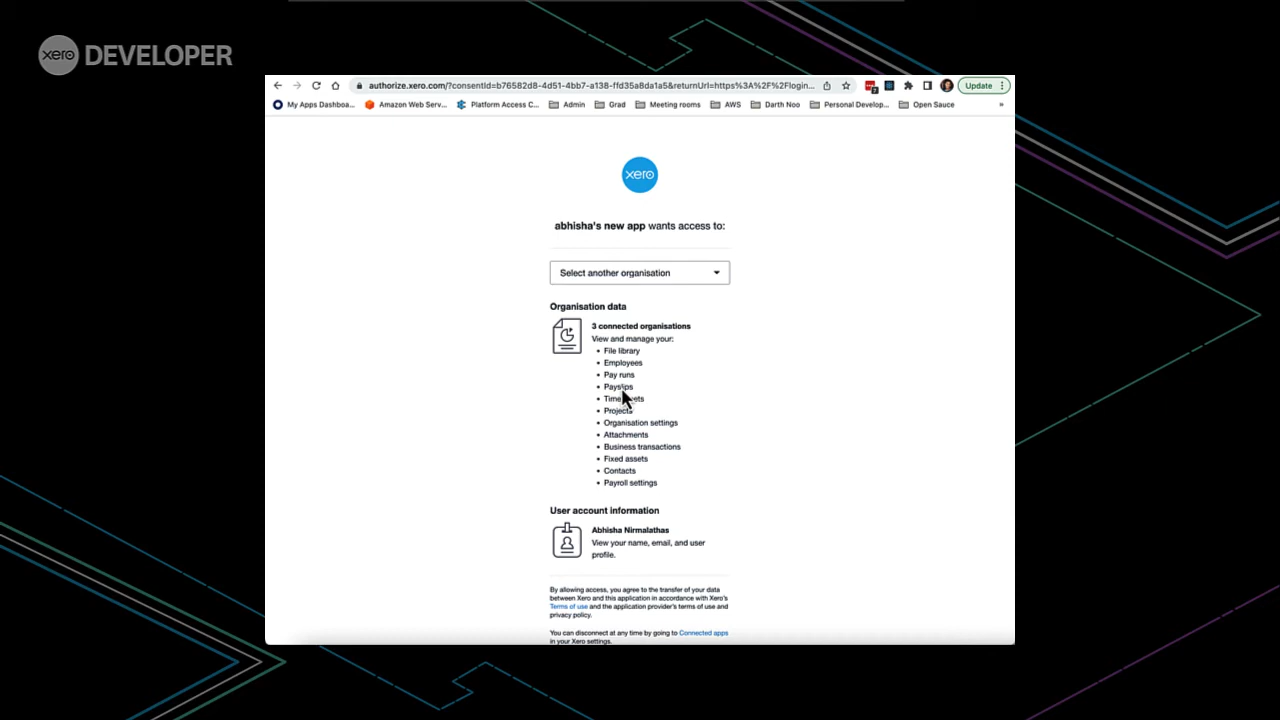 xero DEVELOPER
authorize.xero.com/?consentId=b76582d8-4d51-4bb7-a138-ffd35a8da1a5&returnUrl=https%3A%2F%2Flogin...
Update
My Apps Dashboa...
Amazon Web Serv...
Platform Access C...
Admin
Grad
Meeting rooms
AWS
Darth Noo
Personal Develop...
Open Sauce
»
xero
abhisha's new app wants access to:
Select another organisation
Organisation data
3 connected organisations
View and manage your:
• File library
• Employees
• Pay runs
• Payslips
• Timesheets
• Projects
• Organisation settings
• Attachments
• Business transactions
• Fixed assets
• Contacts
• Payroll settings
User account information
Abhisha Nirmalathas
View your name, email, and user
profile.
By allowing access, you agree to the transfer of your data
between Xero and this application in accordance with Xero's
Terms of use and the application provider's terms of use and
privacy policy.
You can disconnect at any time by going to Connected apps
in your Xero settings.